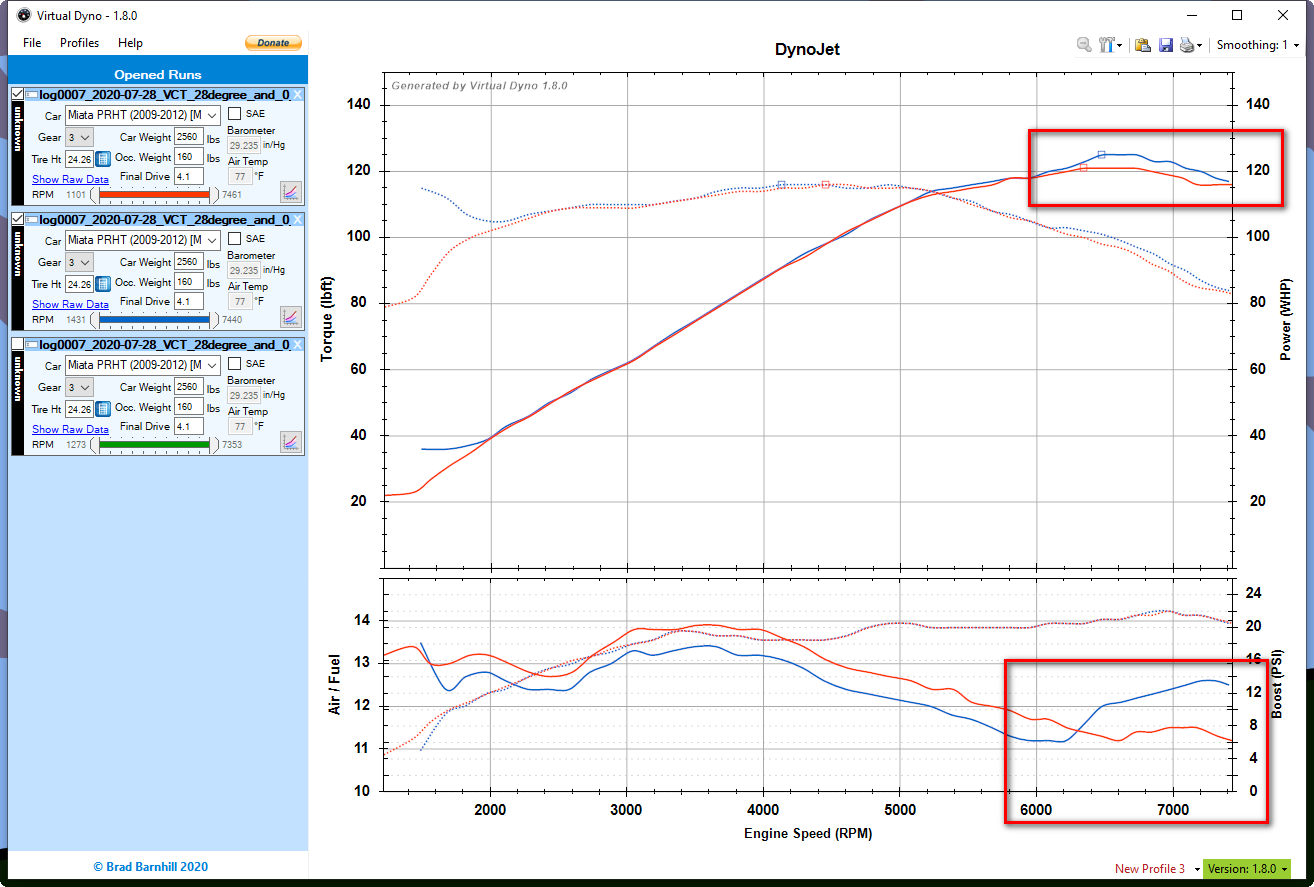 Virtual Dyno - 1.8.0
File Profiles Help Donate
Opened Runs
log0007_2020-07-28_VCT_28degree_and_0_ X
unknown
Car Miata PRHT (2009-2012) [M SAE
Gear 3 Car Weight 2560 lbs Barometer
29.235 in/Hg
Tire Ht 24.26 Occ. Weight 160 lbs Air Temp
Show Raw Data Final Drive 4.1 77 °F
RPM 1101 7461
log0007_2020-07-28_VCT_28degree_and_0_ X
unknown
Car Miata PRHT (2009-2012) [M SAE
Gear 3 Car Weight 2560 lbs Barometer
29.235 in/Hg
Tire Ht 24.26 Occ. Weight 160 lbs Air Temp
Show Raw Data Final Drive 4.1 77 °F
RPM 1431 7440
log0007_2020-07-28_VCT_28degree_and_0_ X
unknown
Car Miata PRHT (2009-2012) [M SAE
Gear 3 Car Weight 2560 lbs Barometer
29.235 in/Hg
Tire Ht 24.26 Occ. Weight 160 lbs Air Temp
Show Raw Data Final Drive 4.1 77 °F
RPM 1273 7353
© Brad Barnhill 2020
DynoJet
Smoothing: 1
Generated by Virtual Dyno 1.8.0
Torque (lbft)
140
120
100
80
60
40
20
140
120
100
80
60
40
20
Power (WHP)
Air / Fuel
14
13
12
11
10
24
20
16
12
8
4
0
Boost (PSI)
2000 3000 4000 5000 6000 7000
Engine Speed (RPM)
New Profile 3 Version: 1.8.0